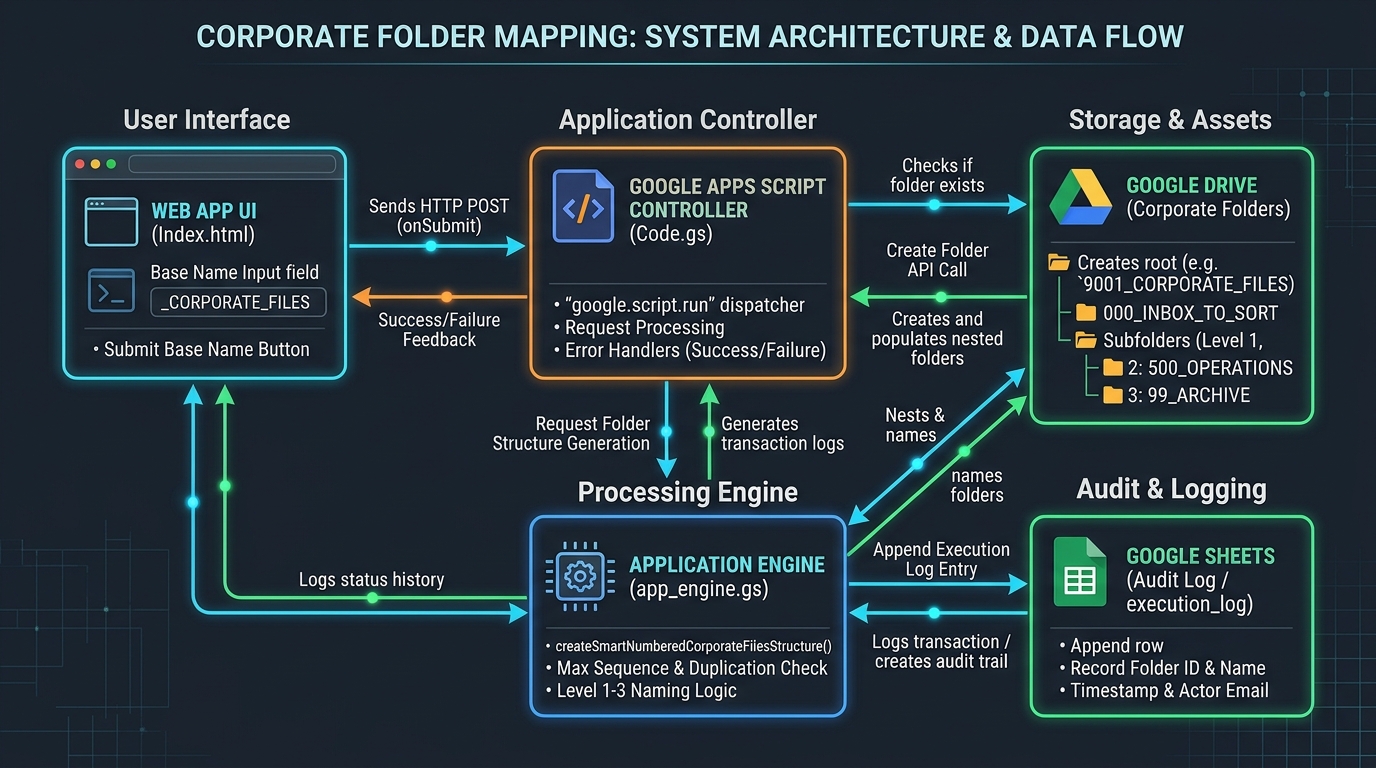 CORPORATE FOLDER MAPPING: SYSTEM ARCHITECTURE & DATA FLOW
User Interface
WEB APP UI
(Index.html)
Base Name Input field
_CORPORATE_FILES
• Submit Base Name Button
Sends HTTP POST
(onSubmit)
Success/Failure
Feedback
Application Controller
GOOGLE APPS SCRIPT
CONTROLLER
(Code.gs)
• “google.script.run” dispatcher
• Request Processing
• Error Handlers (Success/Failure)
Checks if
folder exists
Create Folder
API Call
Creates and
populates nested
folders
Storage & Assets
GOOGLE DRIVE
(Corporate Folders)
Creates root (e.g.
`9001_CORPORATE_FILES)
000_INBOX_TO_SORT
Subfolders (Level 1,
2: 500_OPERATIONS
3: 99_ARCHIVE
Request Folder
Structure Generation
Generates
transaction logs
Nests &
names
names
folders
Logs status history
Processing Engine
APPLICATION ENGINE
(app_engine.gs)
• createSmartNumberedCorporateFiiesStructure()
• Max Sequence & Duplication Check
• Level 1-3 Naming Logic
Append Execution
Log Entry
Logs transaction /
creates audit trail
Audit & Logging
GOOGLE SHEETS
(Audit Log /
execution_log)
• Append row
• Record Folder ID & Name
• Timestamp & Actor Email